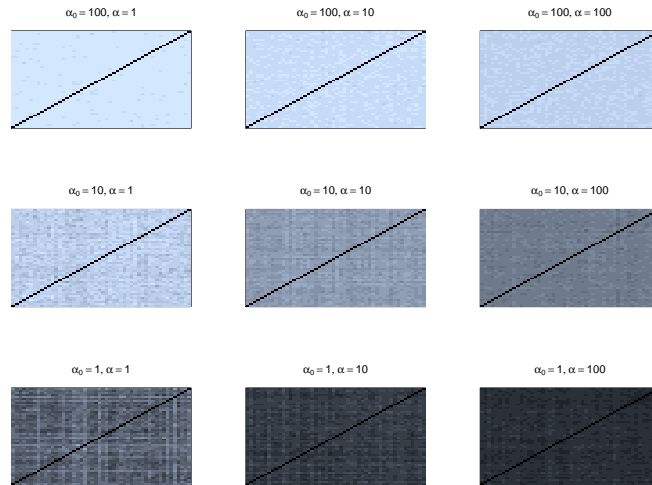 α₀ = 100, α = 1
α₀ = 100, α = 10
α₀ = 100, α = 100
α₀ = 10, α = 1
α₀ = 10, α = 10
α₀ = 10, α = 100
α₀ = 1, α = 1
α₀ = 1, α = 10
α₀ = 1, α = 100